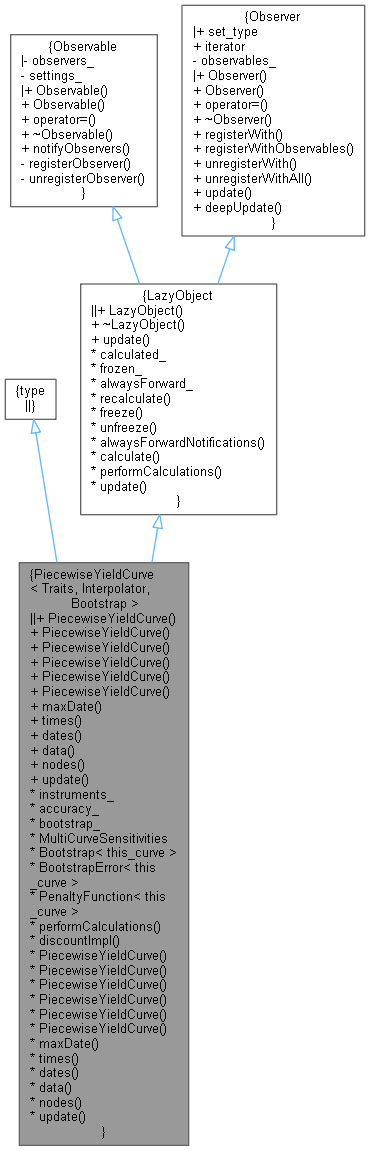 {Observable
|- observers_
- settings_
|+ Observable()
+ Observable()
+ operator=()
+ ~Observable()
+ notifyObservers()
- registerObserver()
- unregisterObserver()
}
{Observer
|+ set_type
+ iterator
- observables_
|+ Observer()
+ Observer()
+ operator=()
+ ~Observer()
+ registerWith()
+ registerWithObservables()
+ unregisterWith()
+ unregisterWithAll()
+ update()
+ deepUpdate()
}
{LazyObject
||+ LazyObject()
+ ~LazyObject()
+ update()
* calculated_
* frozen_
* alwaysForward_
* recalculate()
* freeze()
* unfreeze()
* alwaysForwardNotifications()
* calculate()
* performCalculations()
* update()
}
{type
||}
{PiecewiseYieldCurve
< Traits, Interpolator,
Bootstrap >
||+ PiecewiseYieldCurve()
+ PiecewiseYieldCurve()
+ PiecewiseYieldCurve()
+ PiecewiseYieldCurve()
+ PiecewiseYieldCurve()
+ PiecewiseYieldCurve()
+ maxDate()
+ times()
+ dates()
+ data()
+ nodes()
+ update()
* instruments_
* accuracy_
* bootstrap_
* MultiCurveSensitivities
* Bootstrap< this_curve >
* BootstrapError< this
_curve >
* PenaltyFunction< this
_curve >
* performCalculations()
* discountImpl()
* PiecewiseYieldCurve()
* PiecewiseYieldCurve()
* PiecewiseYieldCurve()
* PiecewiseYieldCurve()
* PiecewiseYieldCurve()
* PiecewiseYieldCurve()
* maxDate()
* times()
* dates()
* data()
* nodes()
* update()
}